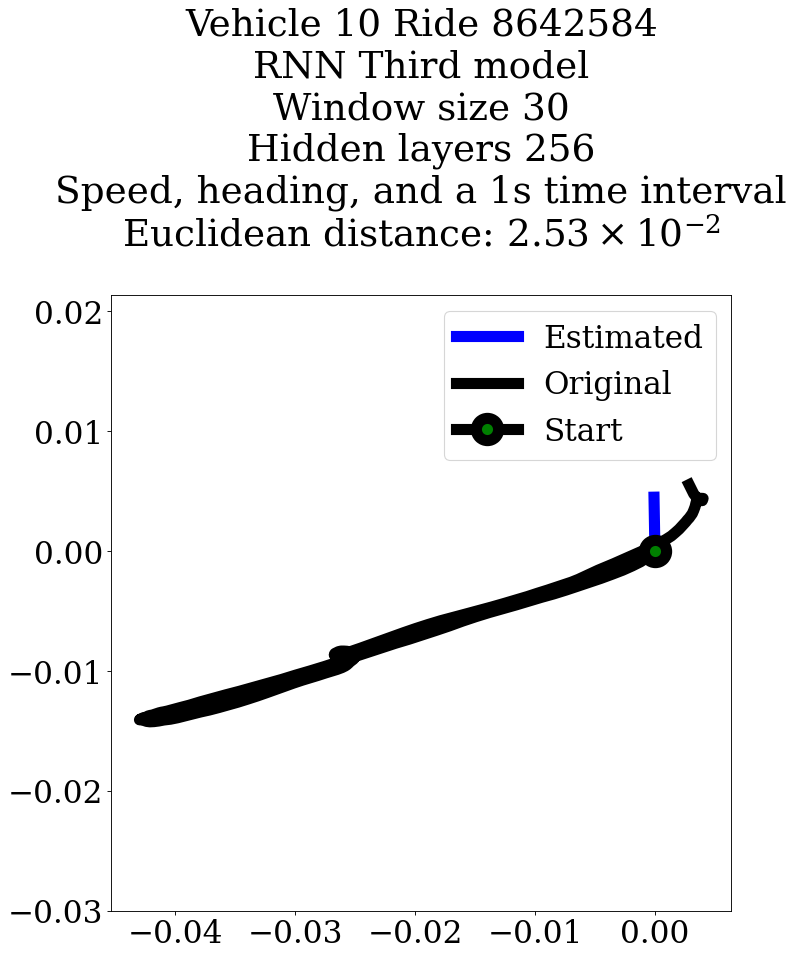 Vehicle 10 Ride 8642584
RNN Third model
Window size 30
Hidden layers 256
Speed, heading, and a 1s time interval
Euclidean distance: 2.53 × 10⁻²
Estimated
Original
Start
0.02
0.01
0.00
−0.01
−0.02
−0.03
−0.04 −0.03 −0.02 −0.01 0.00